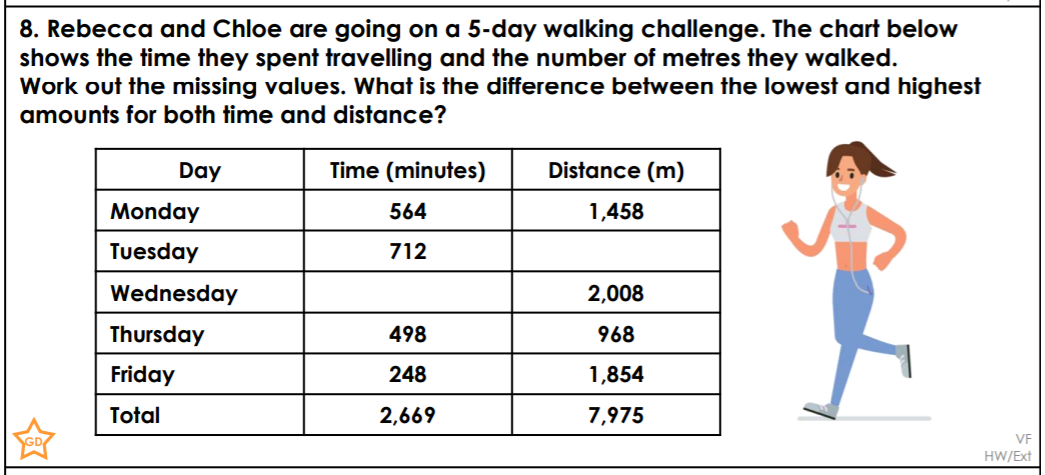 8. Rebecca and Chloe are going on a 5-day walking challenge. The chart below
shows the time they spent travelling and the number of metres they walked.
Work out the missing values. What is the difference between the lowest and highest
amounts for both time and distance?
Day Time (minutes) Distance (m)
Monday 564 1,458
Tuesday 712
Wednesday 2,008
Thursday 498 968
Friday 248 1,854
Total 2,669 7,975
GD
VF
HW/Ext